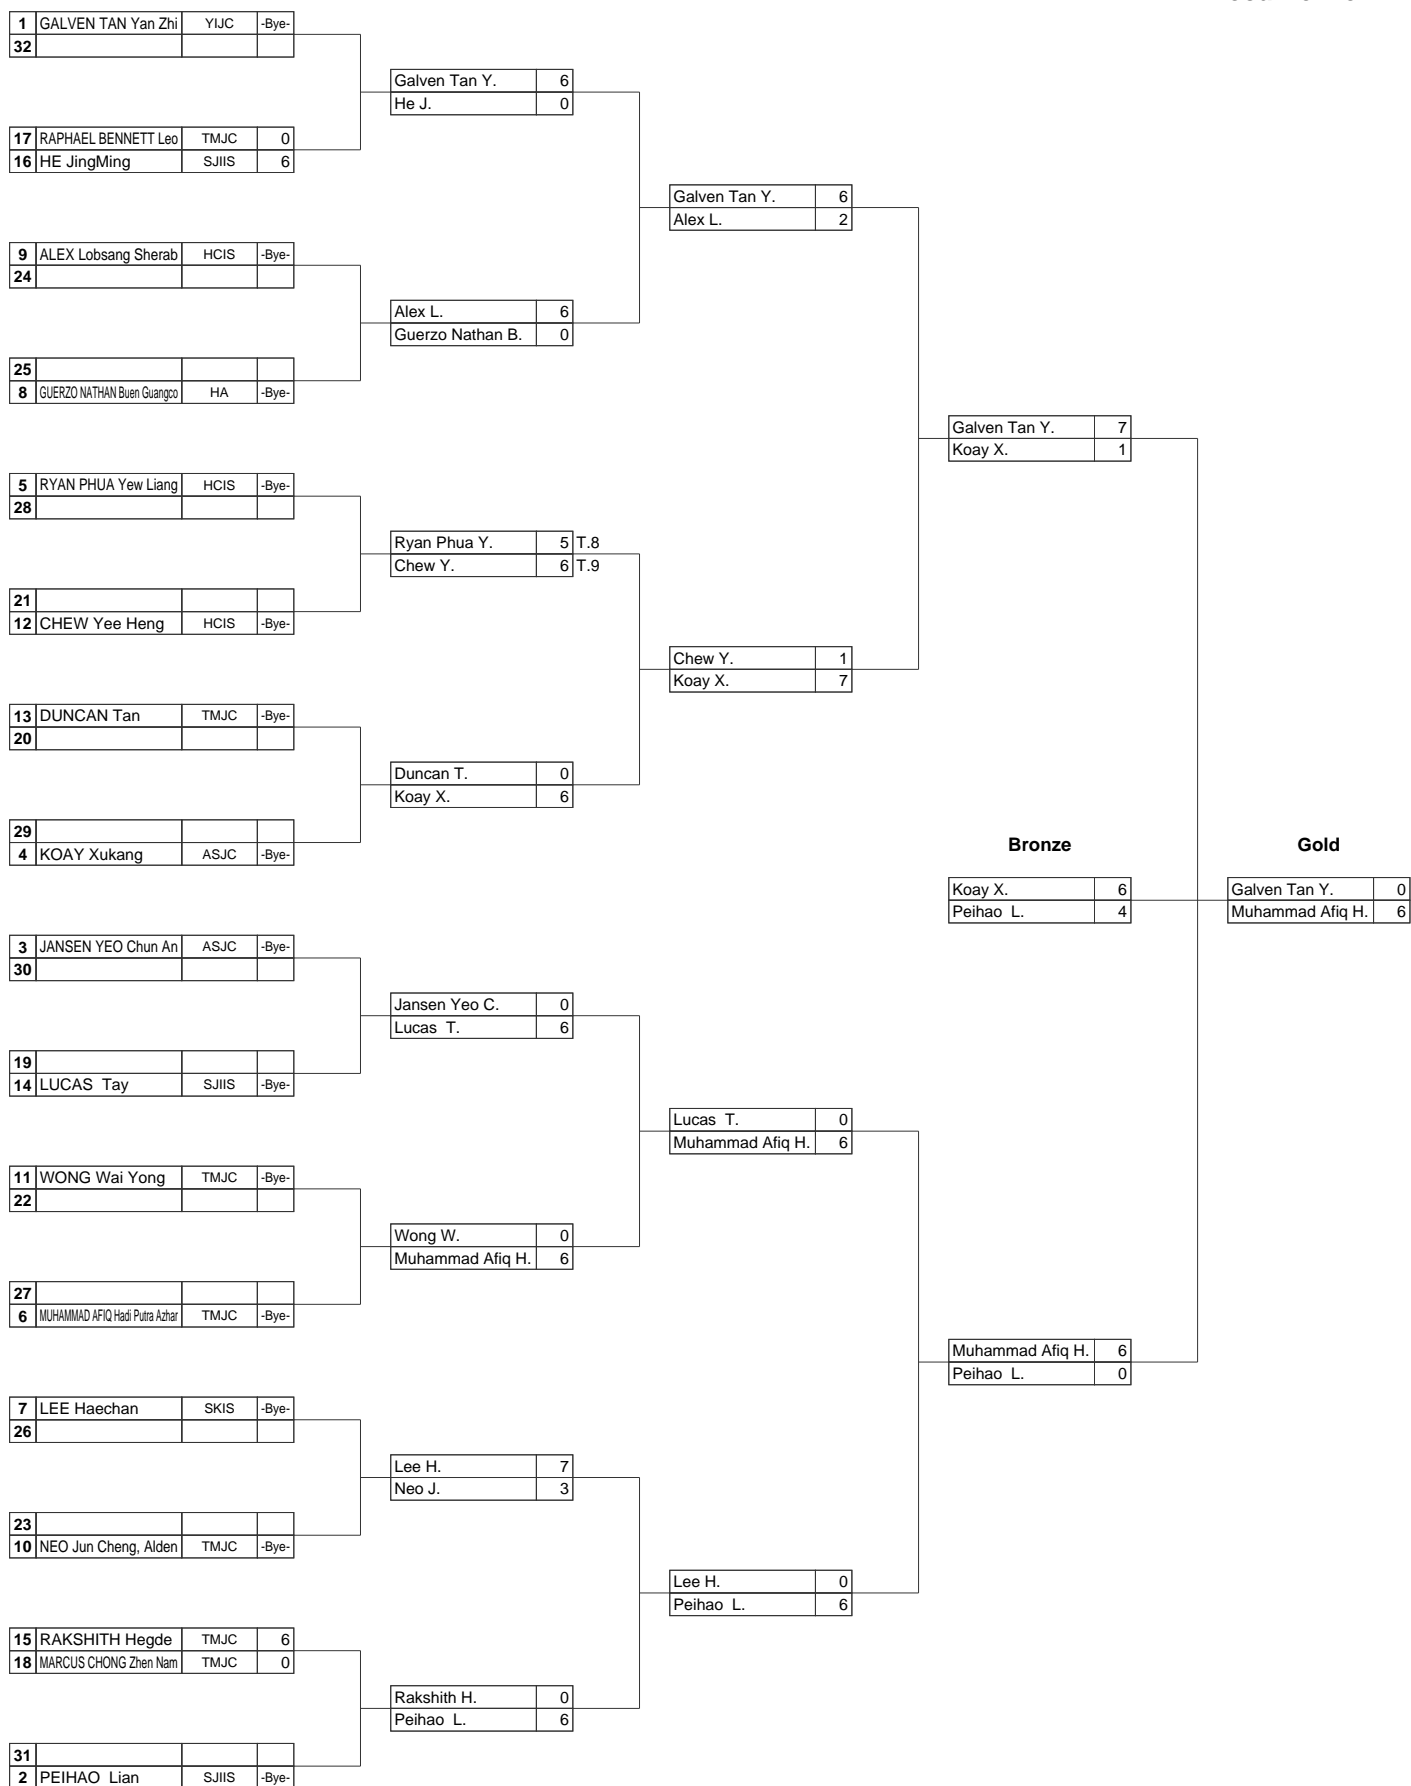 1 GALVEN TAN Yan Zhi YIJC -Bye-
32
Galven Tan Y. 6
He J. 0
17 RAPHAEL BENNETT Leo TMJC 0
16 HE JingMing SJIIS 6
Galven Tan Y. 6
Alex L. 2
9 ALEX Lobsang Sherab HCIS -Bye-
24
Alex L. 6
Guerzo Nathan B. 0
25
8 GUERZO NATHAN Buen Guangco HA -Bye-
Galven Tan Y. 7
Koay X. 1
5 RYAN PHUA Yew Liang HCIS -Bye-
28
Ryan Phua Y. 5 T.8
Chew Y. 6 T.9
21
12 CHEW Yee Heng HCIS -Bye-
Chew Y. 1
Koay X. 7
13 DUNCAN Tan TMJC -Bye-
20
Duncan T. 0
Koay X. 6
29
4 KOAY Xukang ASJC -Bye-
Bronze Gold
Koay X. 6 Galven Tan Y. 0
Peihao L. 4 Muhammad Afiq H. 6
3 JANSEN YEO Chun An ASJC -Bye-
30
Jansen Yeo C. 0
Lucas T. 6
19
14 LUCAS Tay SJIIS -Bye-
Lucas T. 0
Muhammad Afiq H. 6
11 WONG Wai Yong TMJC -Bye-
22
Wong W. 0
Muhammad Afiq H. 6
27
6 MUHAMMAD AFIQ Hadi Putra Azhar TMJC -Bye-
Muhammad Afiq H. 6
Peihao L. 0
7 LEE Haechan SKIS -Bye-
26
Lee H. 7
Neo J. 3
23
10 NEO Jun Cheng, Alden TMJC -Bye-
Lee H. 0
Peihao L. 6
15 RAKSHITH Hegde TMJC 6
18 MARCUS CHONG Zhen Nam TMJC 0
Rakshith H. 0
Peihao L. 6
31
2 PEIHAO Lian SJIIS -Bye-